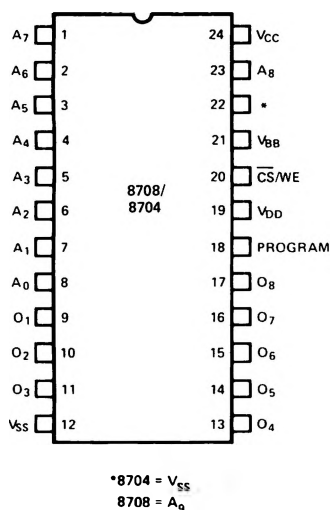 A7 1 24 VCC
A6 2 23 A8
A5 3 22 *
A4 4 21 VBB
A3 5 20 C̅S̅/WE
A2 6 19 VDD
A1 7 18 PROGRAM
A0 8 17 O8
O1 9 16 O7
O2 10 15 O6
O3 11 14 O5
VSS 12 13 O4
8708/
8704
*8704 = VSS
8708 = A9